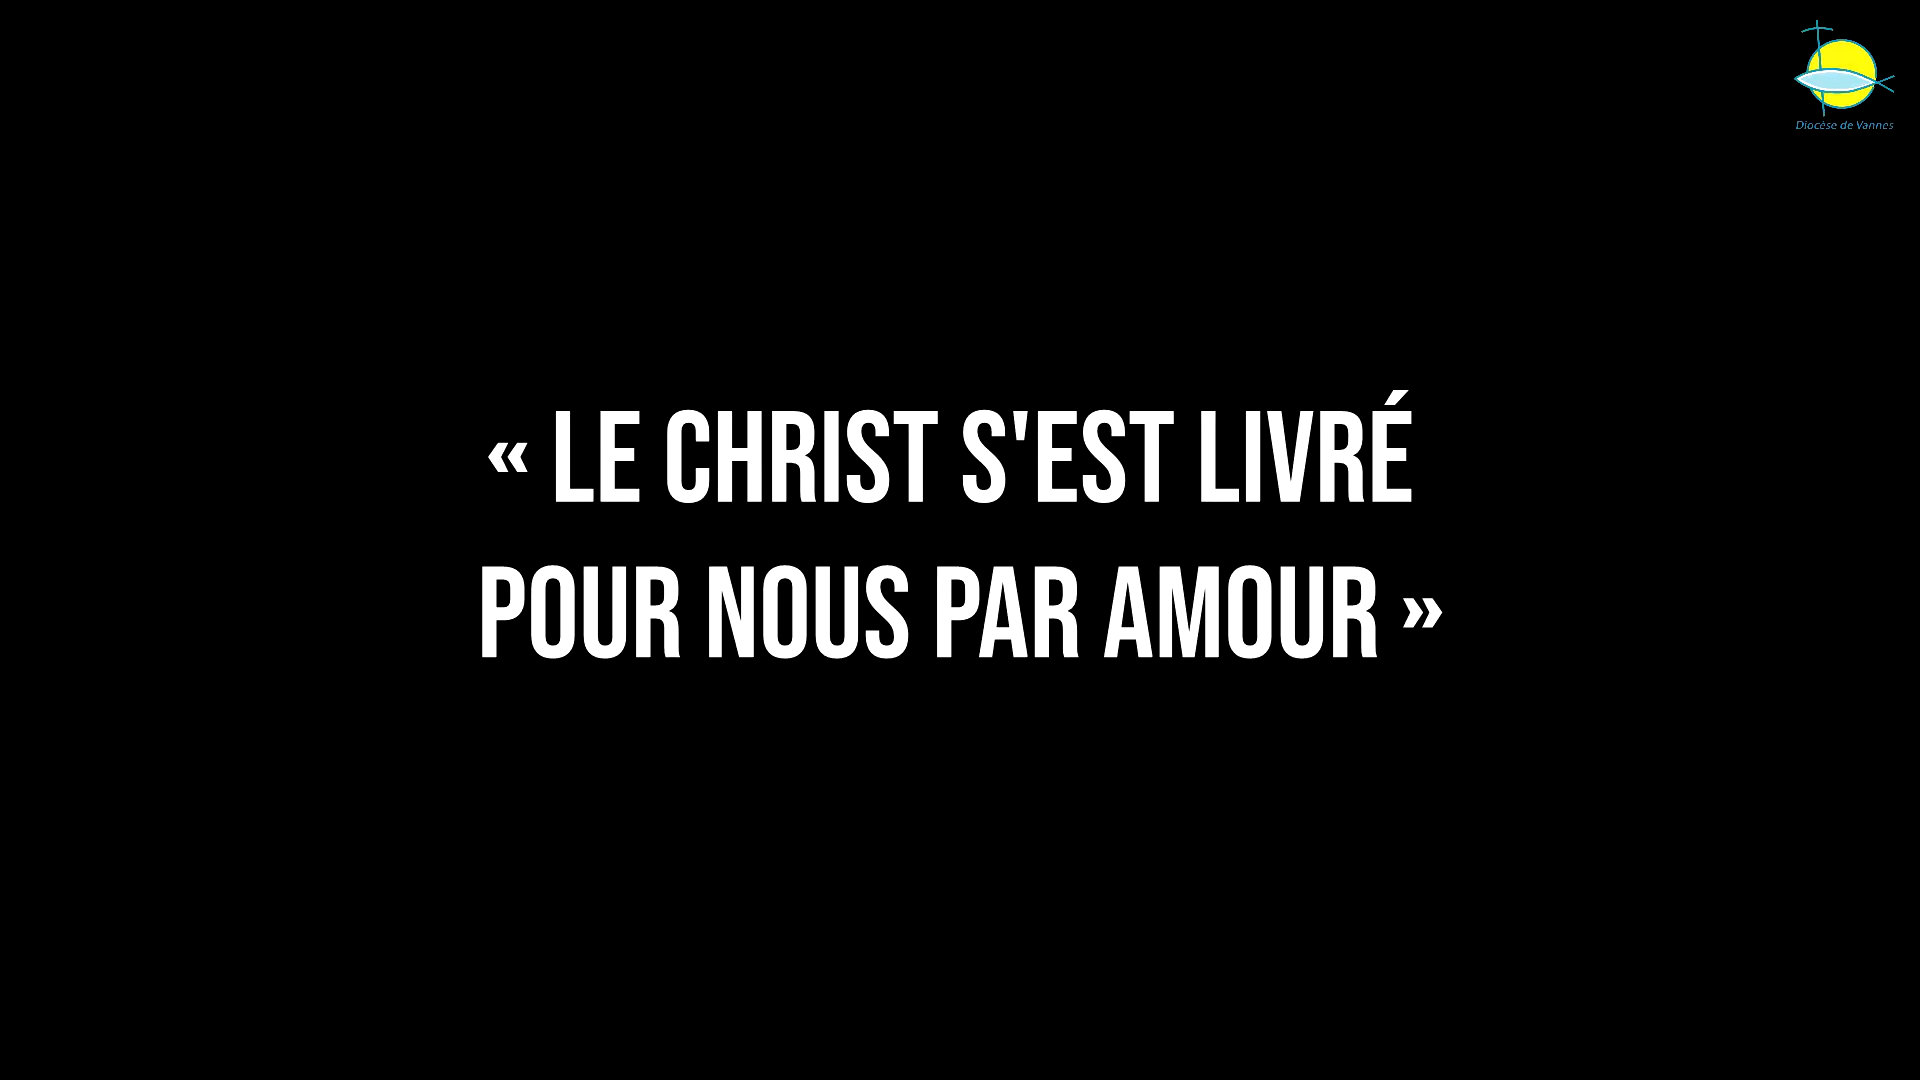 Diocèse de Vannes
« LE CHRIST S'EST LIVRÉ
POUR NOUS PAR AMOUR »